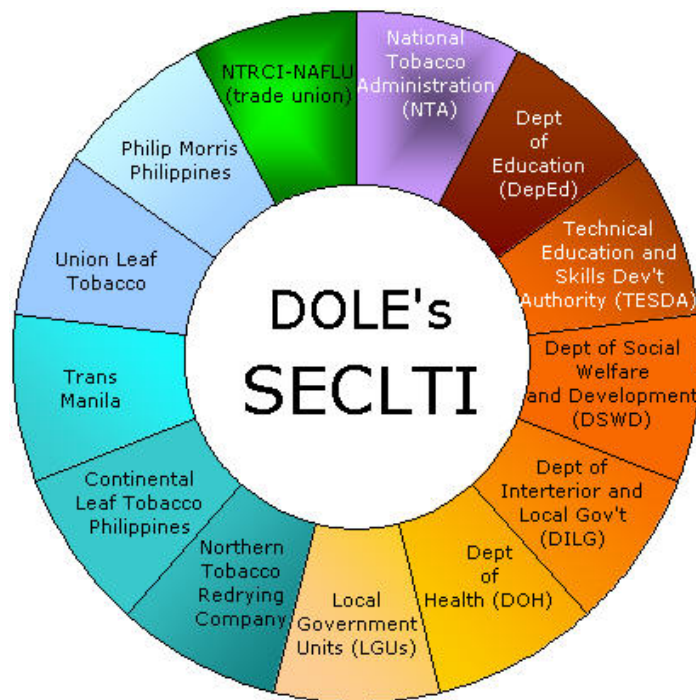 DOLE's
SECLTI
National
Tobacco
Administration
(NTA)
Dept
of
Education
(DepEd)
Technical
Education and
Skills Dev't
Authority (TESDA)
Dept of Social
Welfare
and Development
(DSWD)
Dept of
Interterior and
Local Gov't
(DILG)
Dept
of
Health (DOH)
Local
Government
Units (LGUs)
Northern
Tobacco
Redrying
Company
Continental
Leaf Tobacco
Philippines
Trans
Manila
Union Leaf
Tobacco
Philip Morris
Philippines
NTRCI-NAFLU
(trade union)